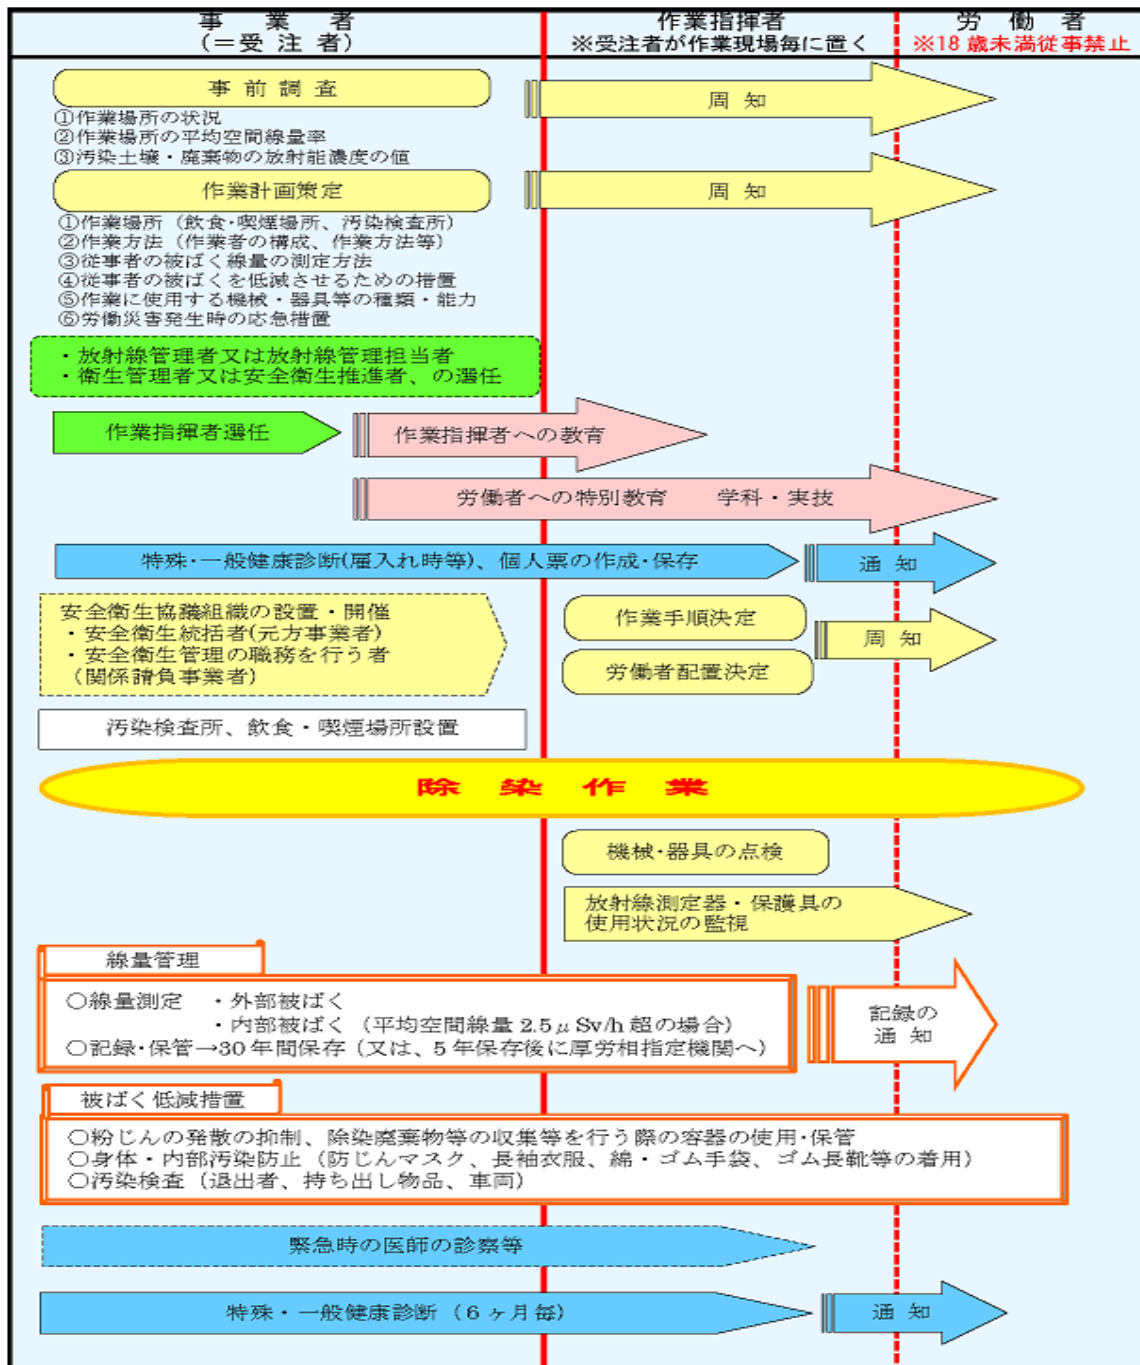 事　業　者
（＝受　注　者）
作業指揮者
※受注者が作業現場毎に置く
労　働　者
※18歳未満従事禁止
事 前 調 査
周 知
①作業場所の状況
②作業場所の平均空間線量率
③汚染土壌・廃棄物の放射能濃度の値
作業計画策定
周 知
①作業場所（飲食・喫煙場所、汚染検査所）
②作業方法（作業者の構成、作業方法等）
③従事者の被ばく線量の測定方法
④従事者の被ばくを低減させるための措置
⑤作業に使用する機械・器具等の種類・能力
⑥労働災害発生時の応急措置
・放射線管理者又は放射線管理担当者
・衛生管理者又は安全衛生推進者、の選任
作業指揮者選任
作業指揮者への教育
労働者への特別教育　　学科・実技
特殊・一般健康診断(雇入れ時等)、個人票の作成・保存
通 知
安全衛生協議組織の設置・開催
・安全衛生統括者(元方事業者)
・安全衛生管理の職務を行う者
（関係請負事業者）
作業手順決定
労働者配置決定
周 知
汚染検査所、飲食・喫煙場所設置
除　染　作　業
機械・器具の点検
放射線測定器・保護具の
使用状況の監視
線量管理
○線量測定　・外部被ばく
・内部被ばく（平均空間線量 2.5μSv/h 超の場合）
○記録・保管→30年間保存（又は、5年保存後に厚労相指定機関へ）
記録の
通 知
被ばく低減措置
○粉じんの発散の抑制、除染廃棄物等の収集等を行う際の容器の使用・保管
○身体・内部汚染防止（防じんマスク、長袖衣服、綿・ゴム手袋、ゴム長靴等の着用）
○汚染検査（退出者、持ち出し物品、車両）
緊急時の医師の診察等
特殊・一般健康診断（6ヶ月毎）
通 知